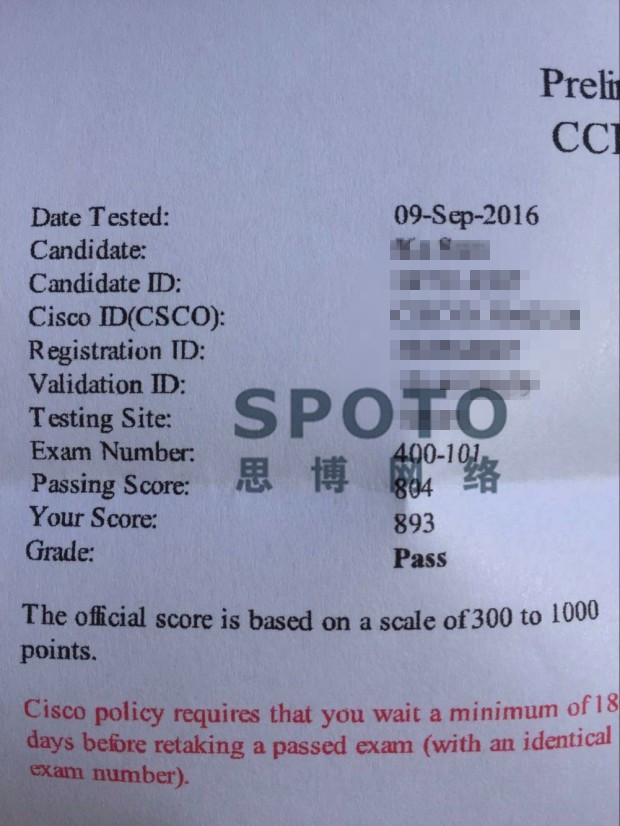 Preli
CCI
Date Tested: 09-Sep-2016
Candidate:
Candidate ID:
Cisco ID(CSCO):
Registration ID:
Validation ID:
SPOTO
Testing Site:
Exam Number: 400-101
思博网络
Passing Score: 804
Your Score: 893
Grade: Pass
The official score is based on a scale of 300 to 1000
points.
Cisco policy requires that you wait a minimum of 18
days before retaking a passed exam (with an identical
exam number).